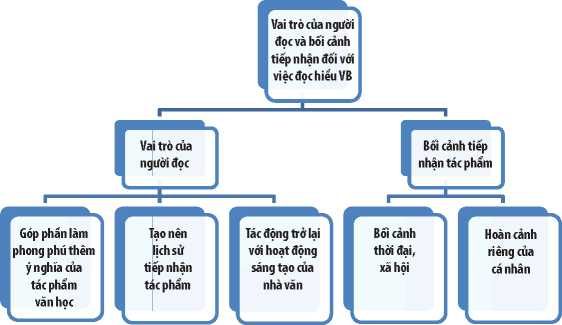 Vai trò của người
đọc và bối cảnh
tiếp nhận đối với
việc đọc hiểu VB
Vai trò của
người đọc
Bối cảnh tiếp
nhận tác phẩm
Góp phần làm
phong phú thêm
ý nghĩa của
tác phẩm
văn học
Tạo nên
lịch sử
tiếp nhận
tác phẩm
Tác động trở lại
với hoạt động
sáng tạo của
nhà văn
Bối cảnh
thời đại,
xã hội
Hoàn cảnh
riêng của
cá nhân